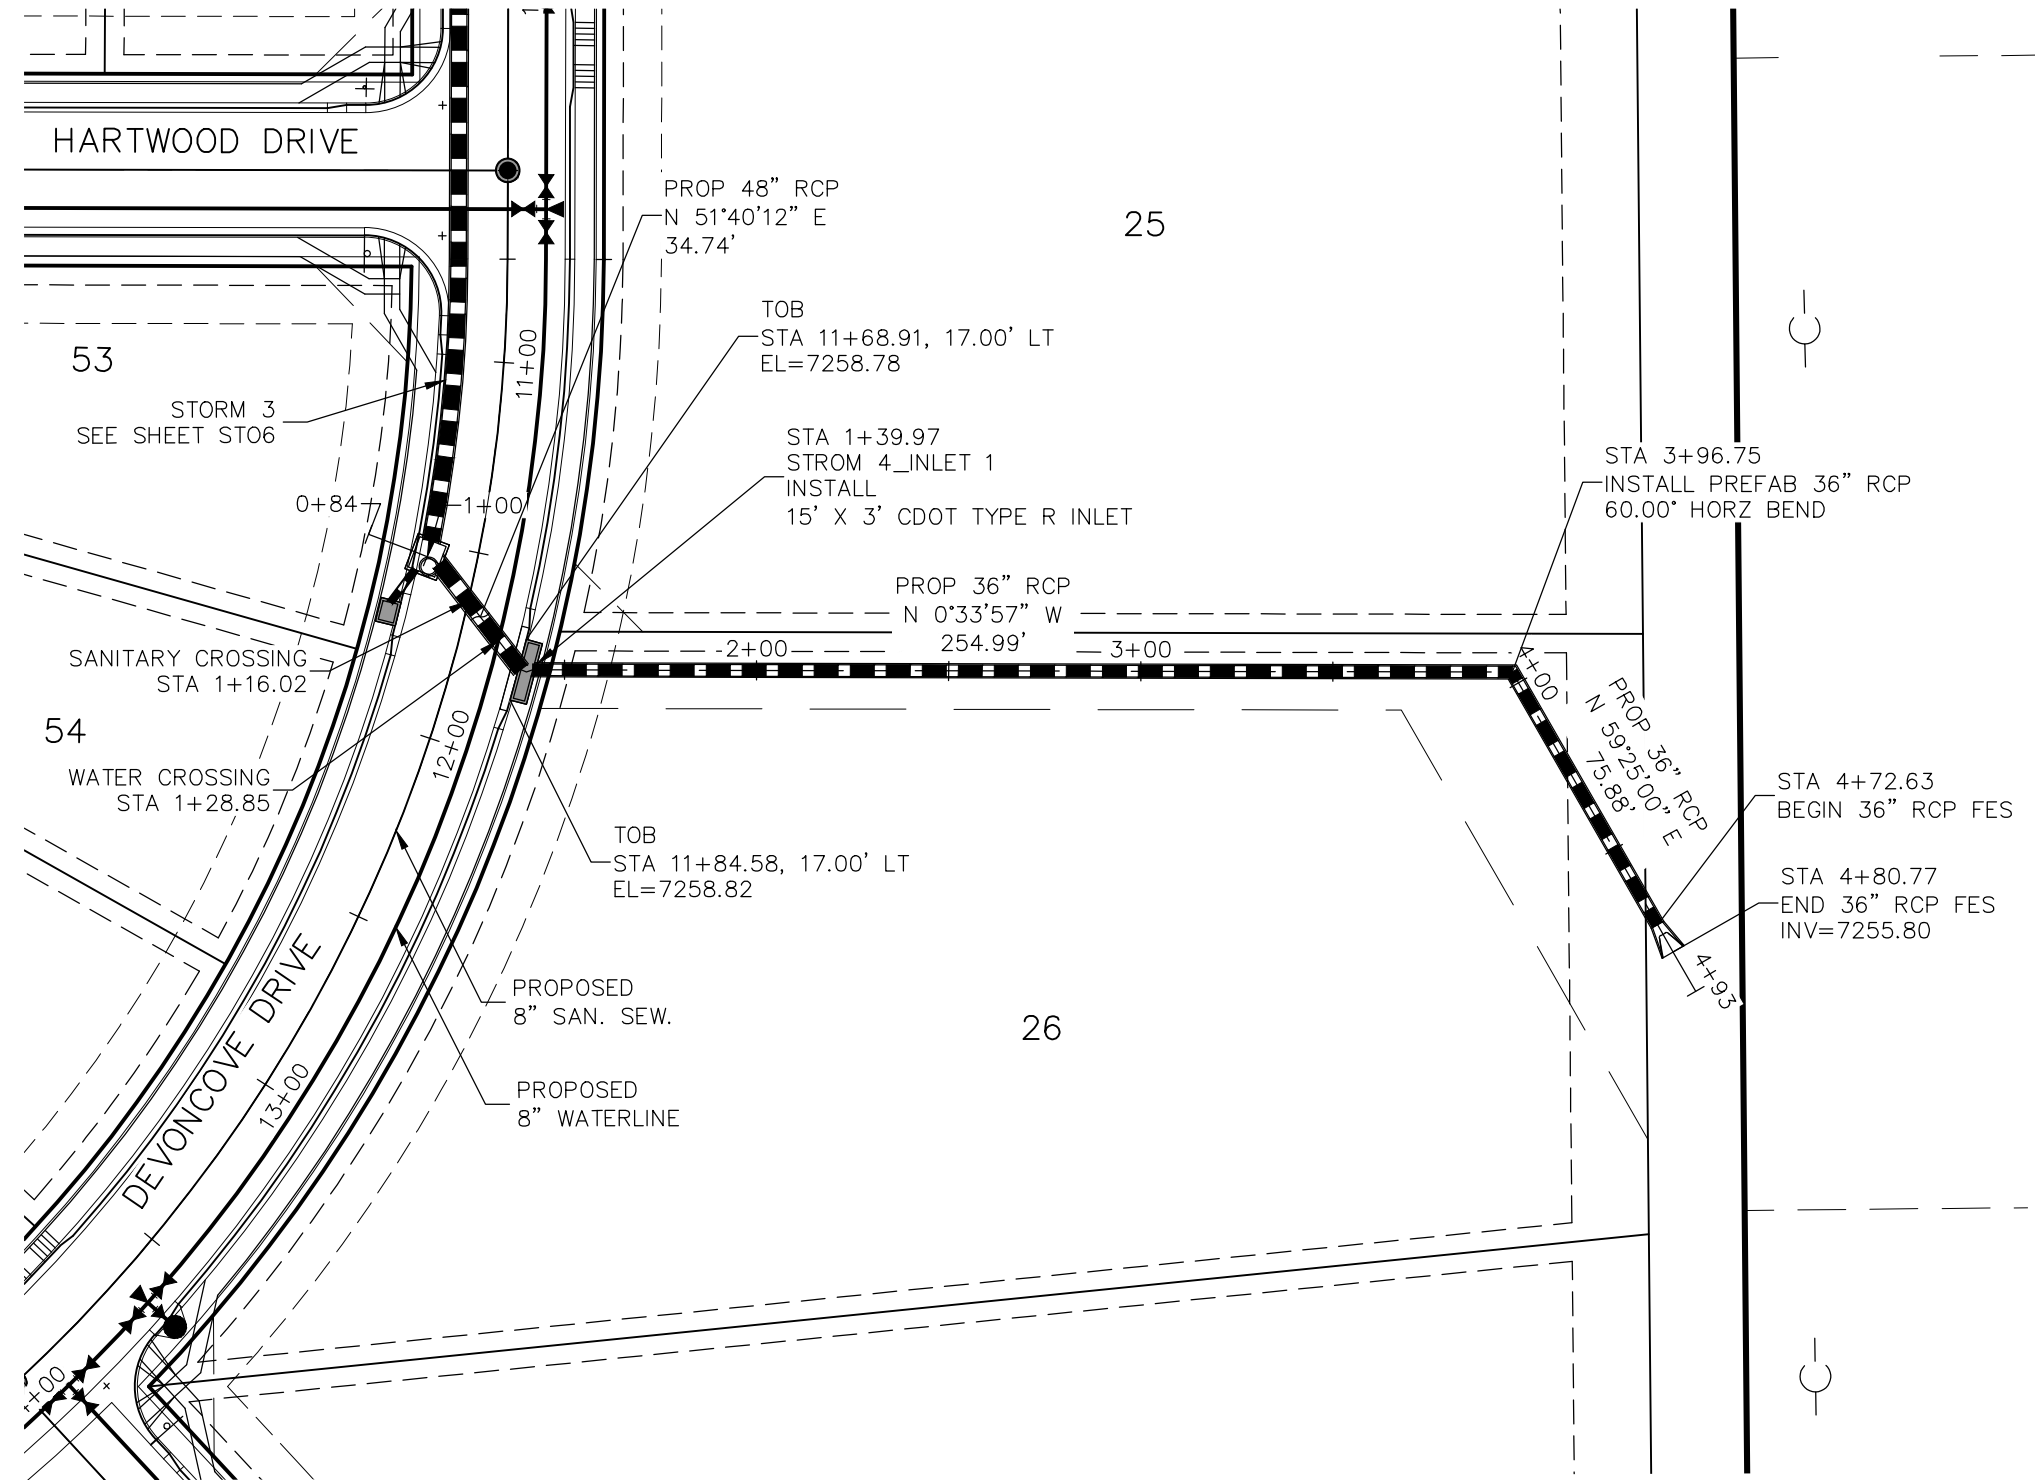 HARTWOOD DRIVE
PROP 48" RCP
N 51°40'12" E
34.74'
25
TOB
STA 11+68.91, 17.00' LT
EL=7258.78
11+00
53
STORM 3
SEE SHEET ST06
STA 1+39.97
STROM 4_INLET 1
INSTALL
15' X 3' CDOT TYPE R INLET
STA 3+96.75
INSTALL PREFAB 36" RCP
60.00° HORZ BEND
0+84
1+00
PROP 36" RCP
N 0°33'57" W
254.99'
2+00
3+00
4+00
SANITARY CROSSING
STA 1+16.02
54
WATER CROSSING
STA 1+28.85
12+00
PROP 36" RCP
N 59°25'00" E
75.88'
STA 4+72.63
BEGIN 36" RCP FES
TOB
STA 11+84.58, 17.00' LT
EL=7258.82
STA 4+80.77
END 36" RCP FES
INV=7255.80
4+93
DEVONCOVE DRIVE
PROPOSED
8" SAN. SEW.
26
13+00
PROPOSED
8" WATERLINE
+00